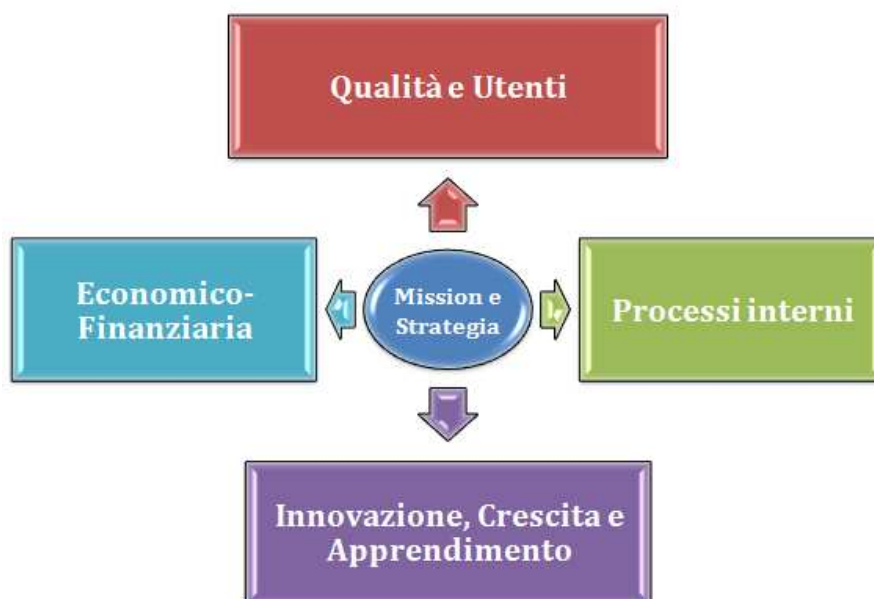 Qualità e Utenti
Economico-
Finanziaria
Mission e
Strategia
Processi interni
Innovazione, Crescita e
Apprendimento